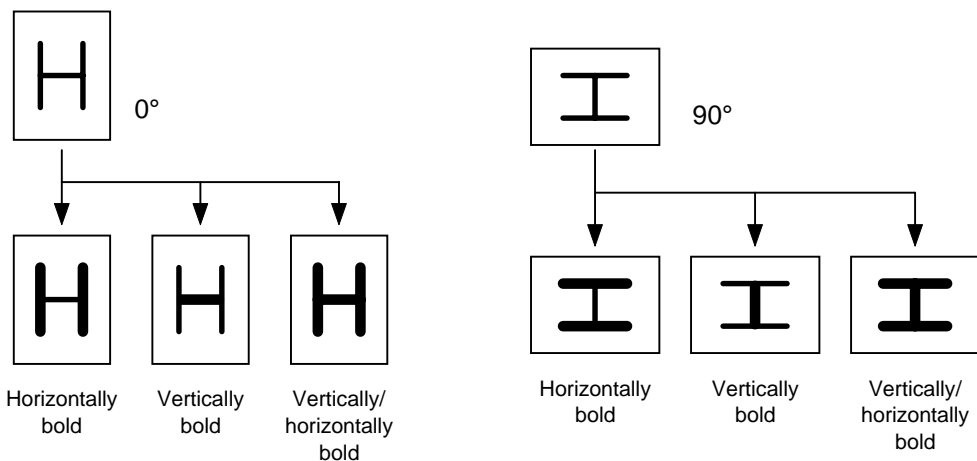 H
0°
H
H
H
Horizontally
bold
Vertically
bold
Vertically/
horizontally
bold
H
90°
H
H
H
Horizontally
bold
Vertically
bold
Vertically/
horizontally
bold